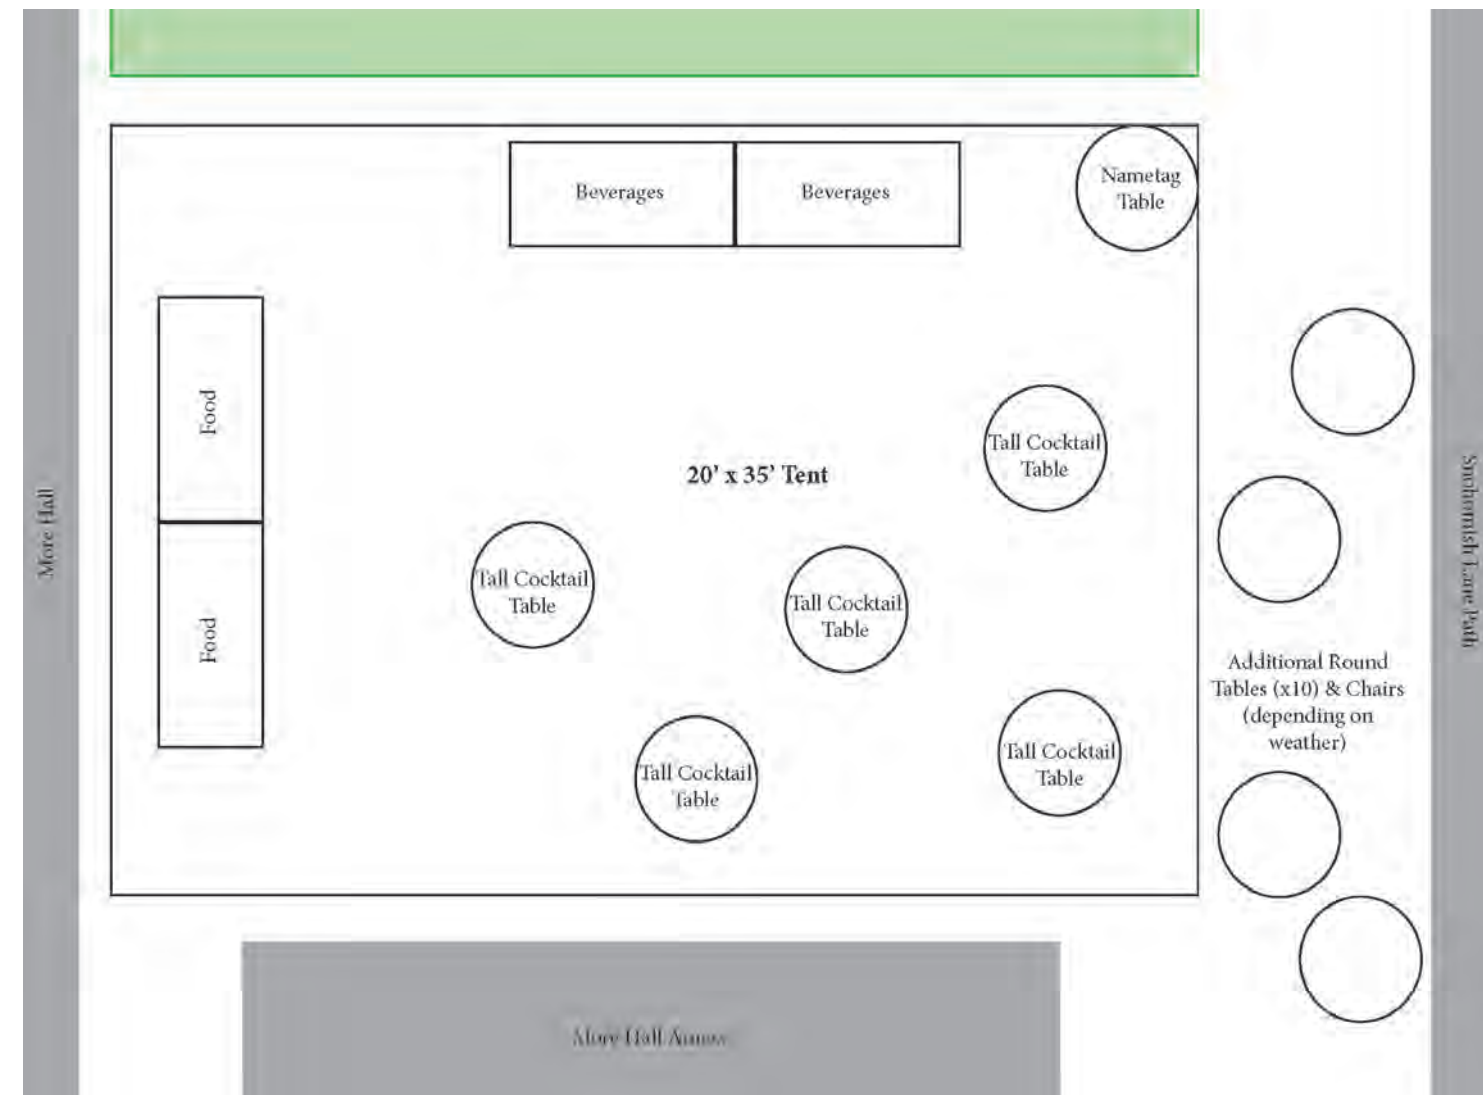 Beverages
Beverages
Nametag
Table
Food
Tall Cocktail
Table
20' x 35' Tent
More Hall
Snohomish Lane Path
Tall Cocktail
Table
Tall Cocktail
Table
Food
Additional Round
Tables (x10) & Chairs
(depending on
weather)
Tall Cocktail
Table
Tall Cocktail
Table
More Hall Annex